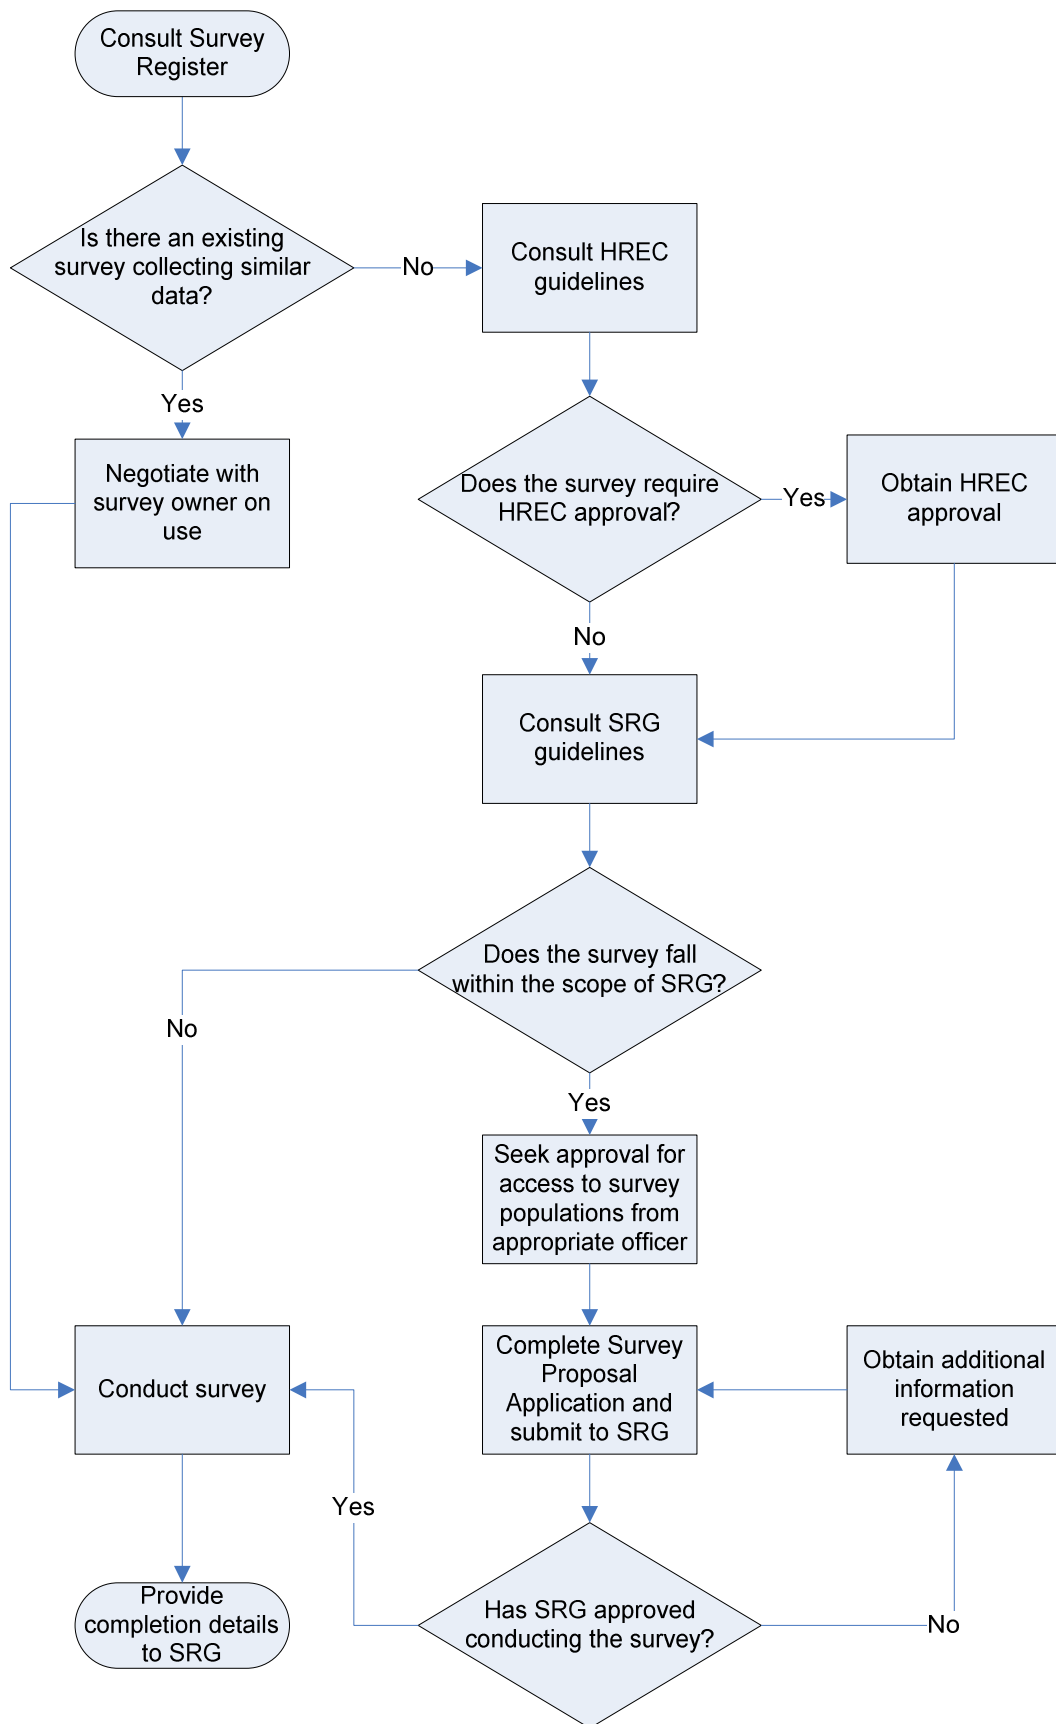 Consult Survey
Register
Is there an existing
survey collecting similar
data?
No
Consult HREC
guidelines
Yes
Negotiate with
survey owner on
use
Does the survey require
HREC approval?
Yes
Obtain HREC
approval
No
Consult SRG
guidelines
Does the survey fall
within the scope of SRG?
No
Yes
Seek approval for
access to survey
populations from
appropriate officer
Conduct survey
Complete Survey
Proposal
Application and
submit to SRG
Obtain additional
information
requested
Yes
Provide
completion details
to SRG
Has SRG approved
conducting the survey?
No